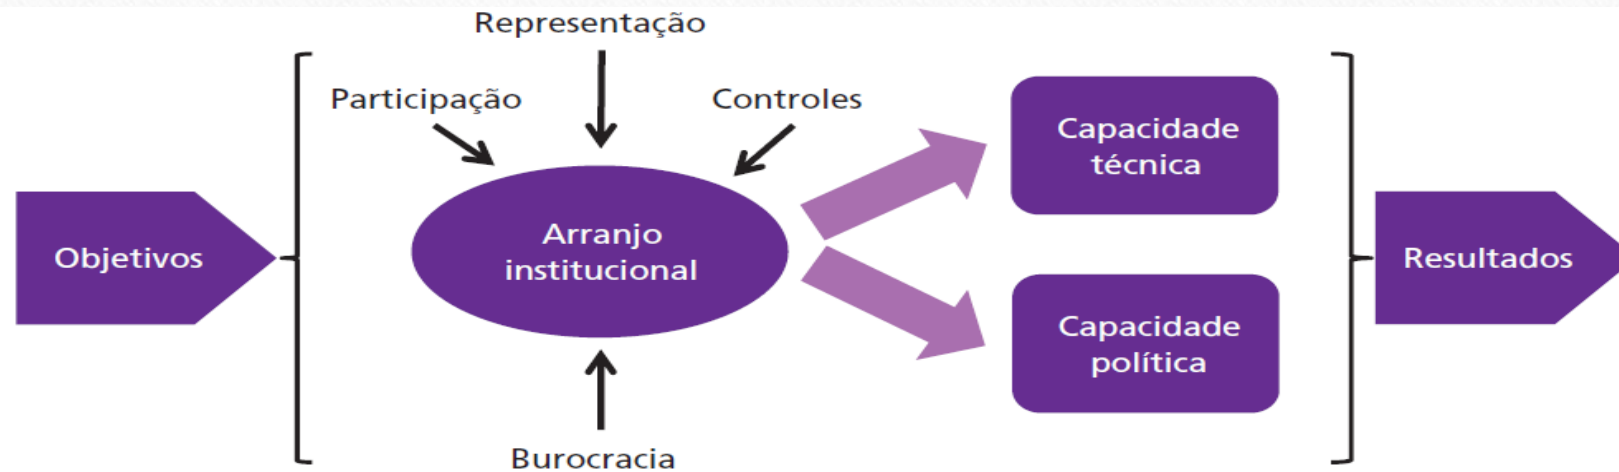 Representação
Participação
Controles
Objetivos
Arranjo
institucional
Capacidade
técnica
Capacidade
política
Resultados
Burocracia